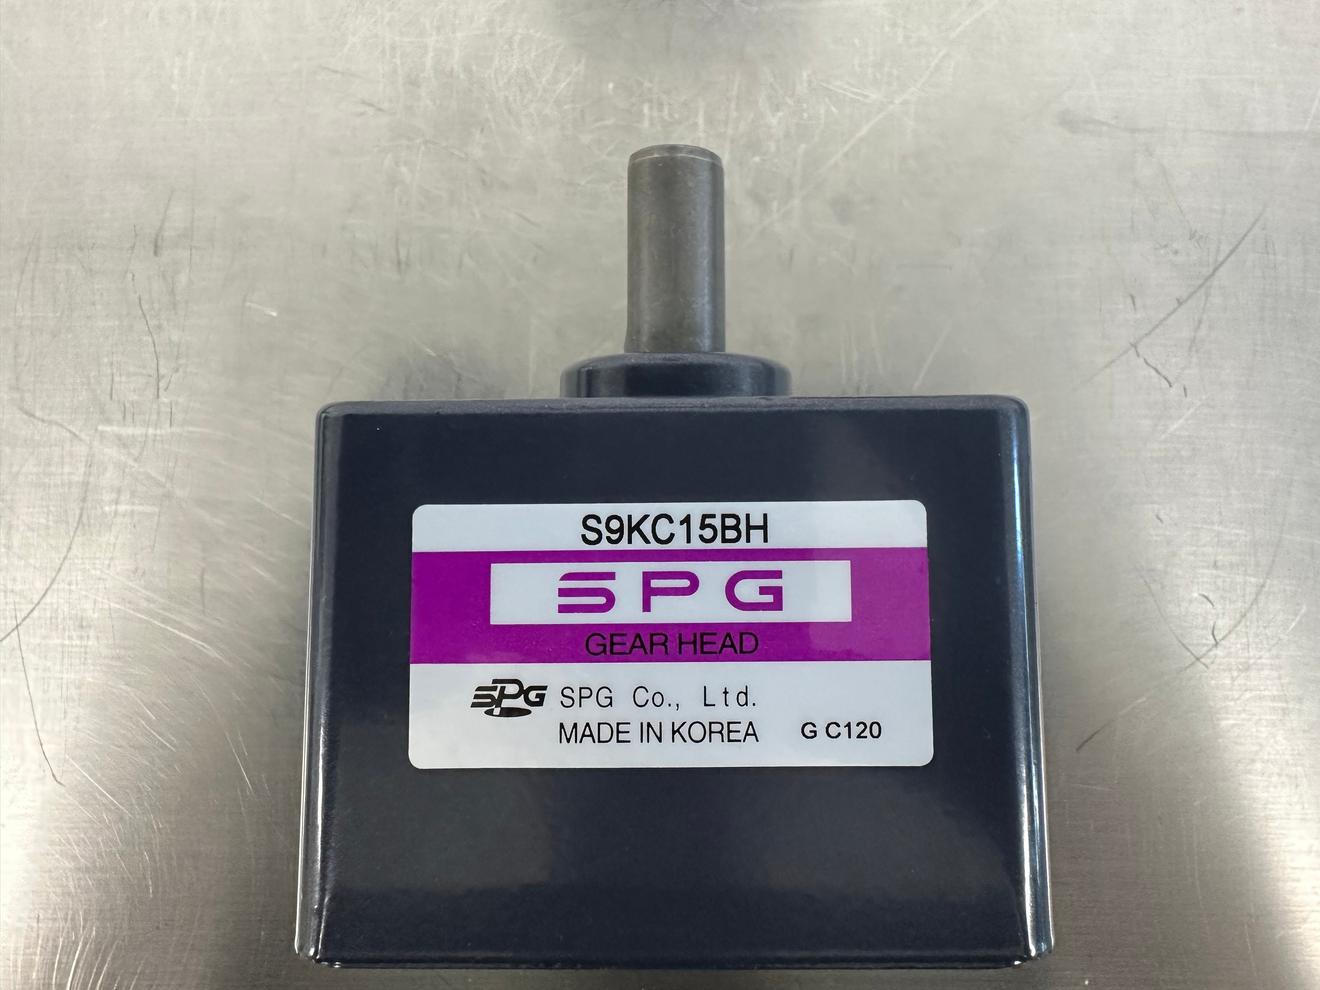 S9KC15BH
SPG
GEAR HEAD
SPG SPG Co., Ltd.
MADE IN KOREA G C120